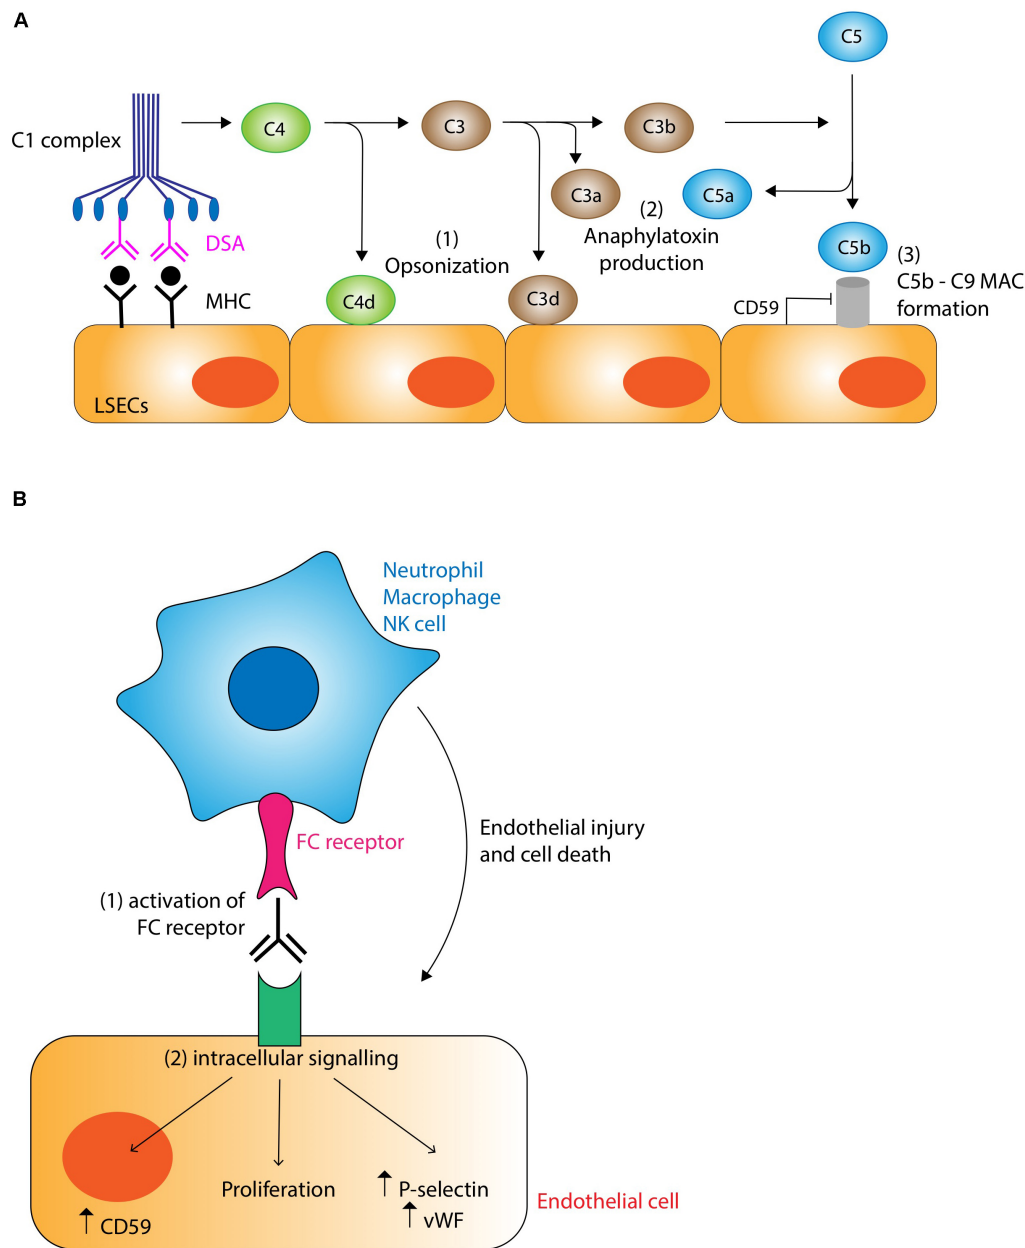 A
C5
C1 complex
C4
C3
C3b
C3a
C5a
(2)
Anaphylatoxin
production
DSA
(1)
Opsonization
C5b
(3)
C5b - C9 MAC
formation
MHC
C4d
C3d
CD59
LSECs
B
Neutrophil
Macrophage
NK cell
FC receptor
Endothelial injury
and cell death
(1) activation of
FC receptor
(2) intracellular signalling
Proliferation
P-selectin
vWF
CD59
Endothelial cell